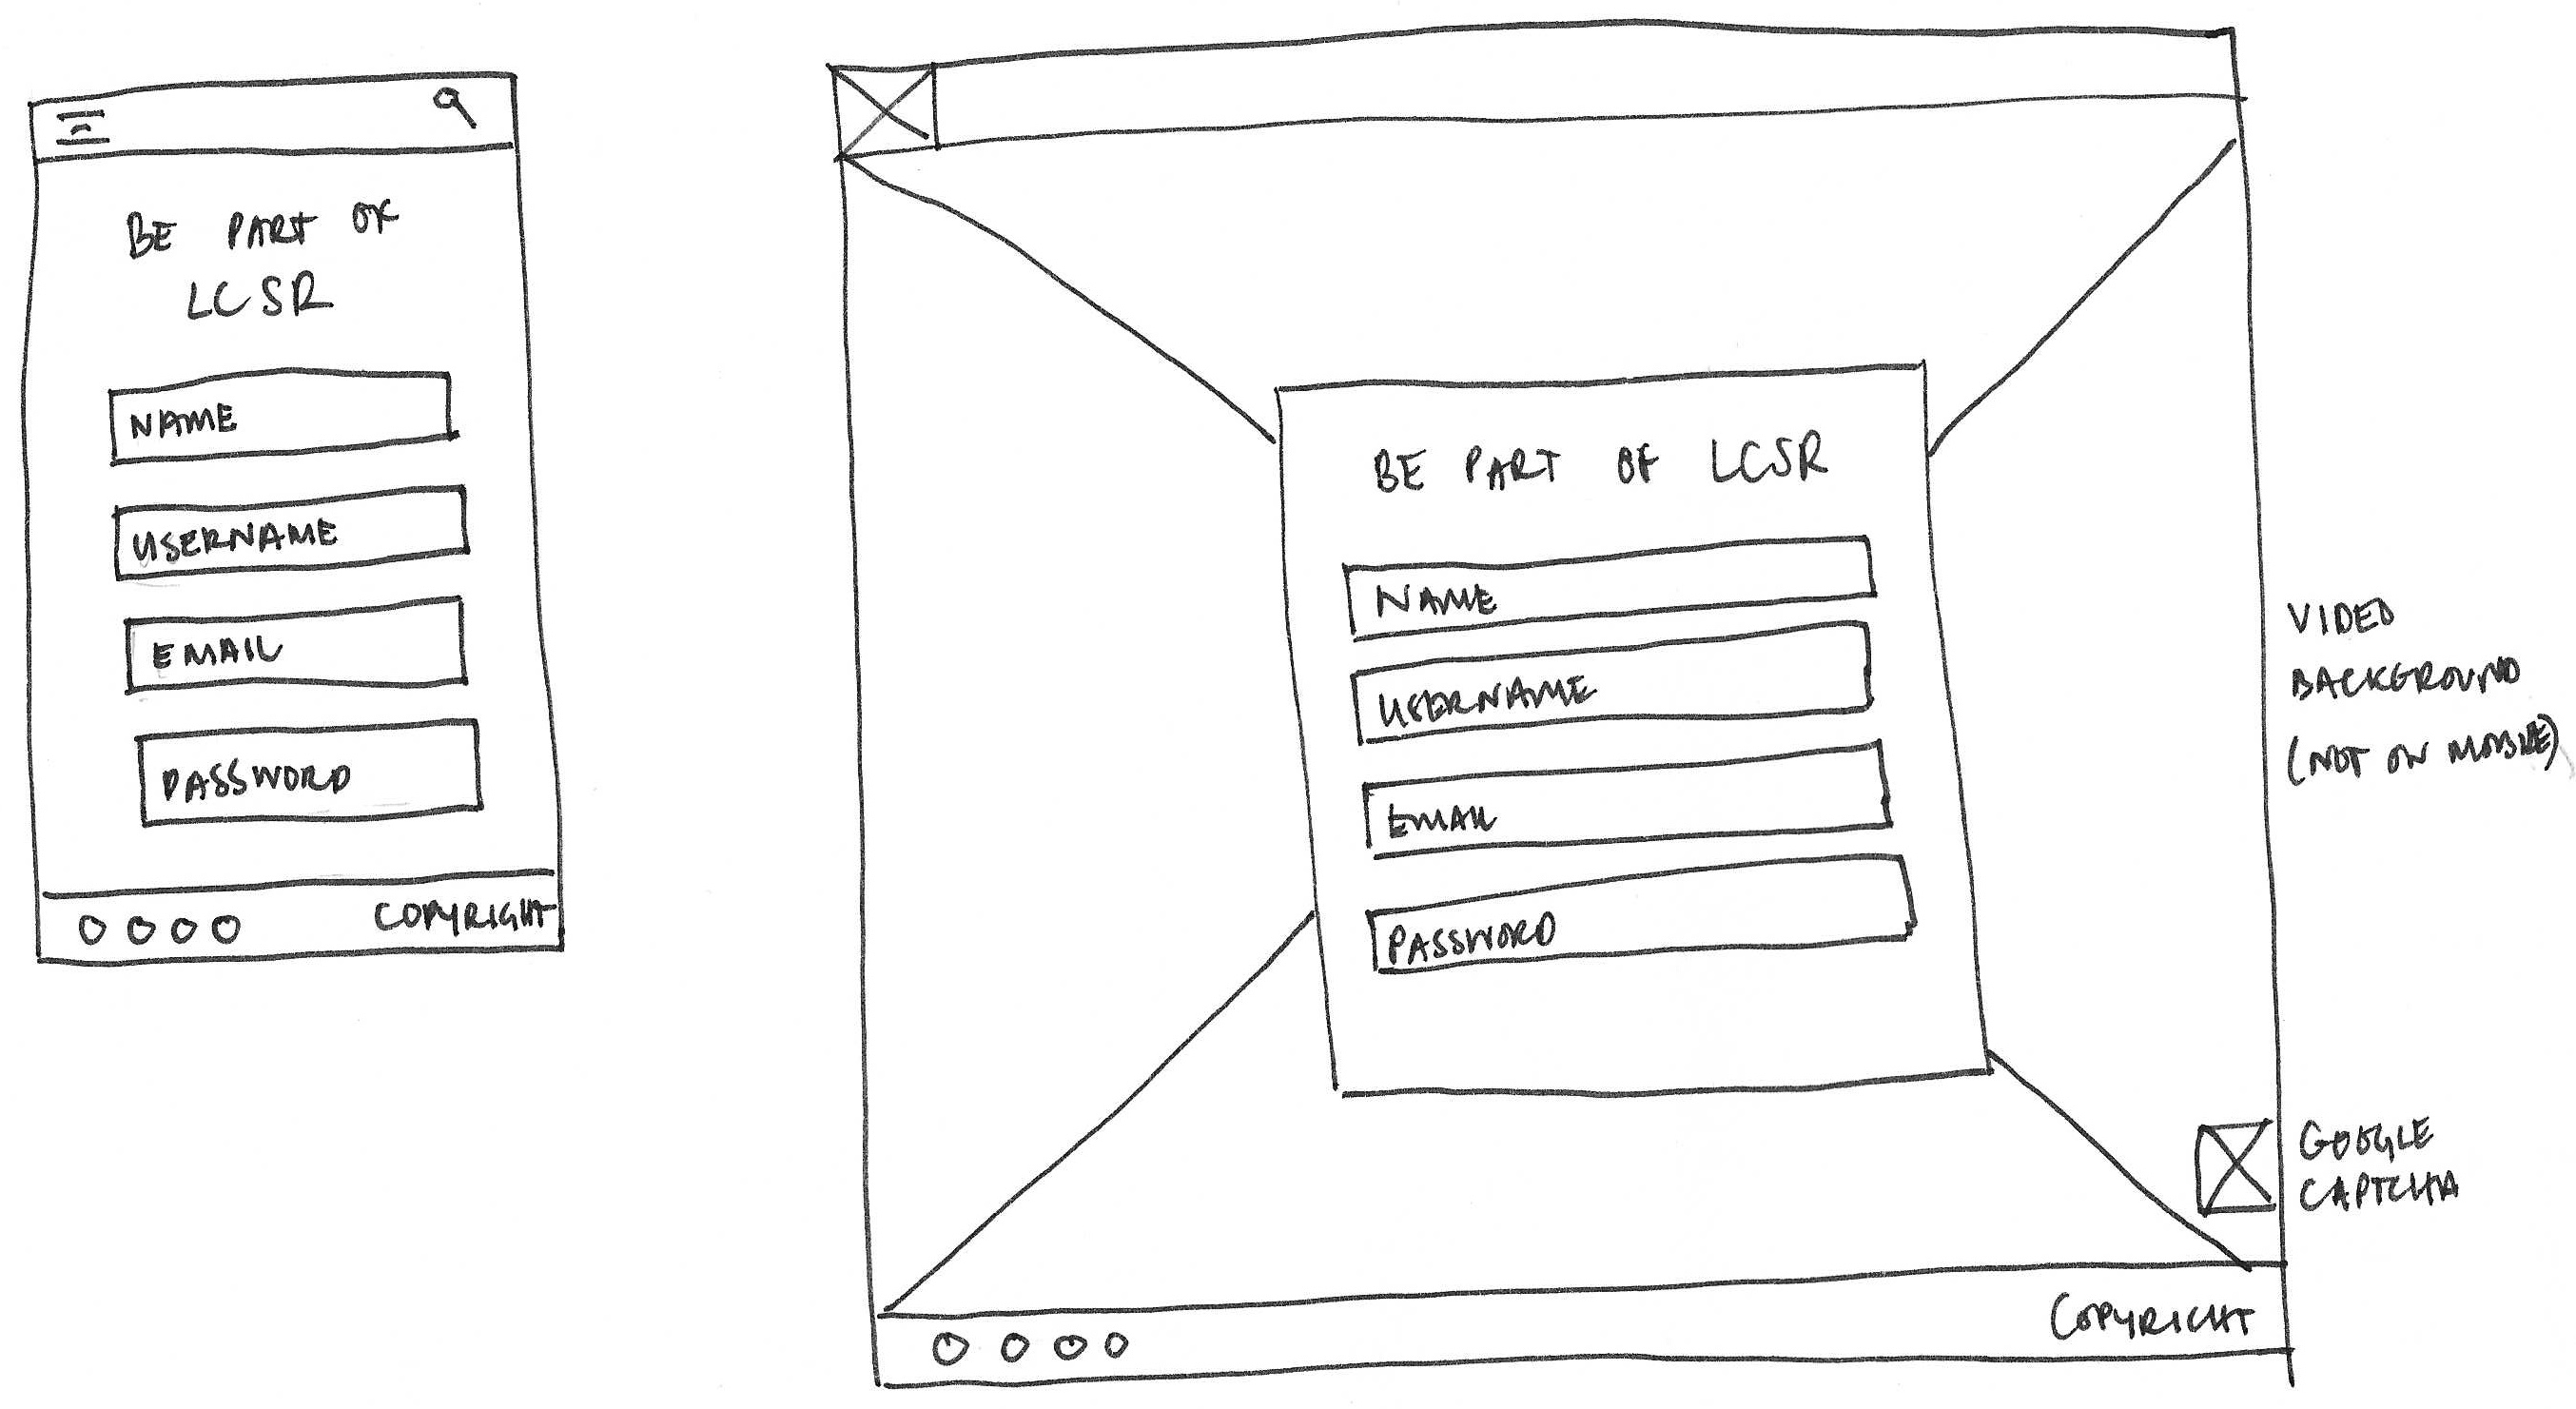 BE PART OF
LCSR
NAME
USERNAME
EMAIL
PASSWORD
COPYRIGHT
BE PART OF LCSR
NAME
USERNAME
EMAIL
PASSWORD
VIDEO
BACKGROUND
(NOT ON MOBILE)
GOOGLE
CAPTCHA
COPYRIGHT